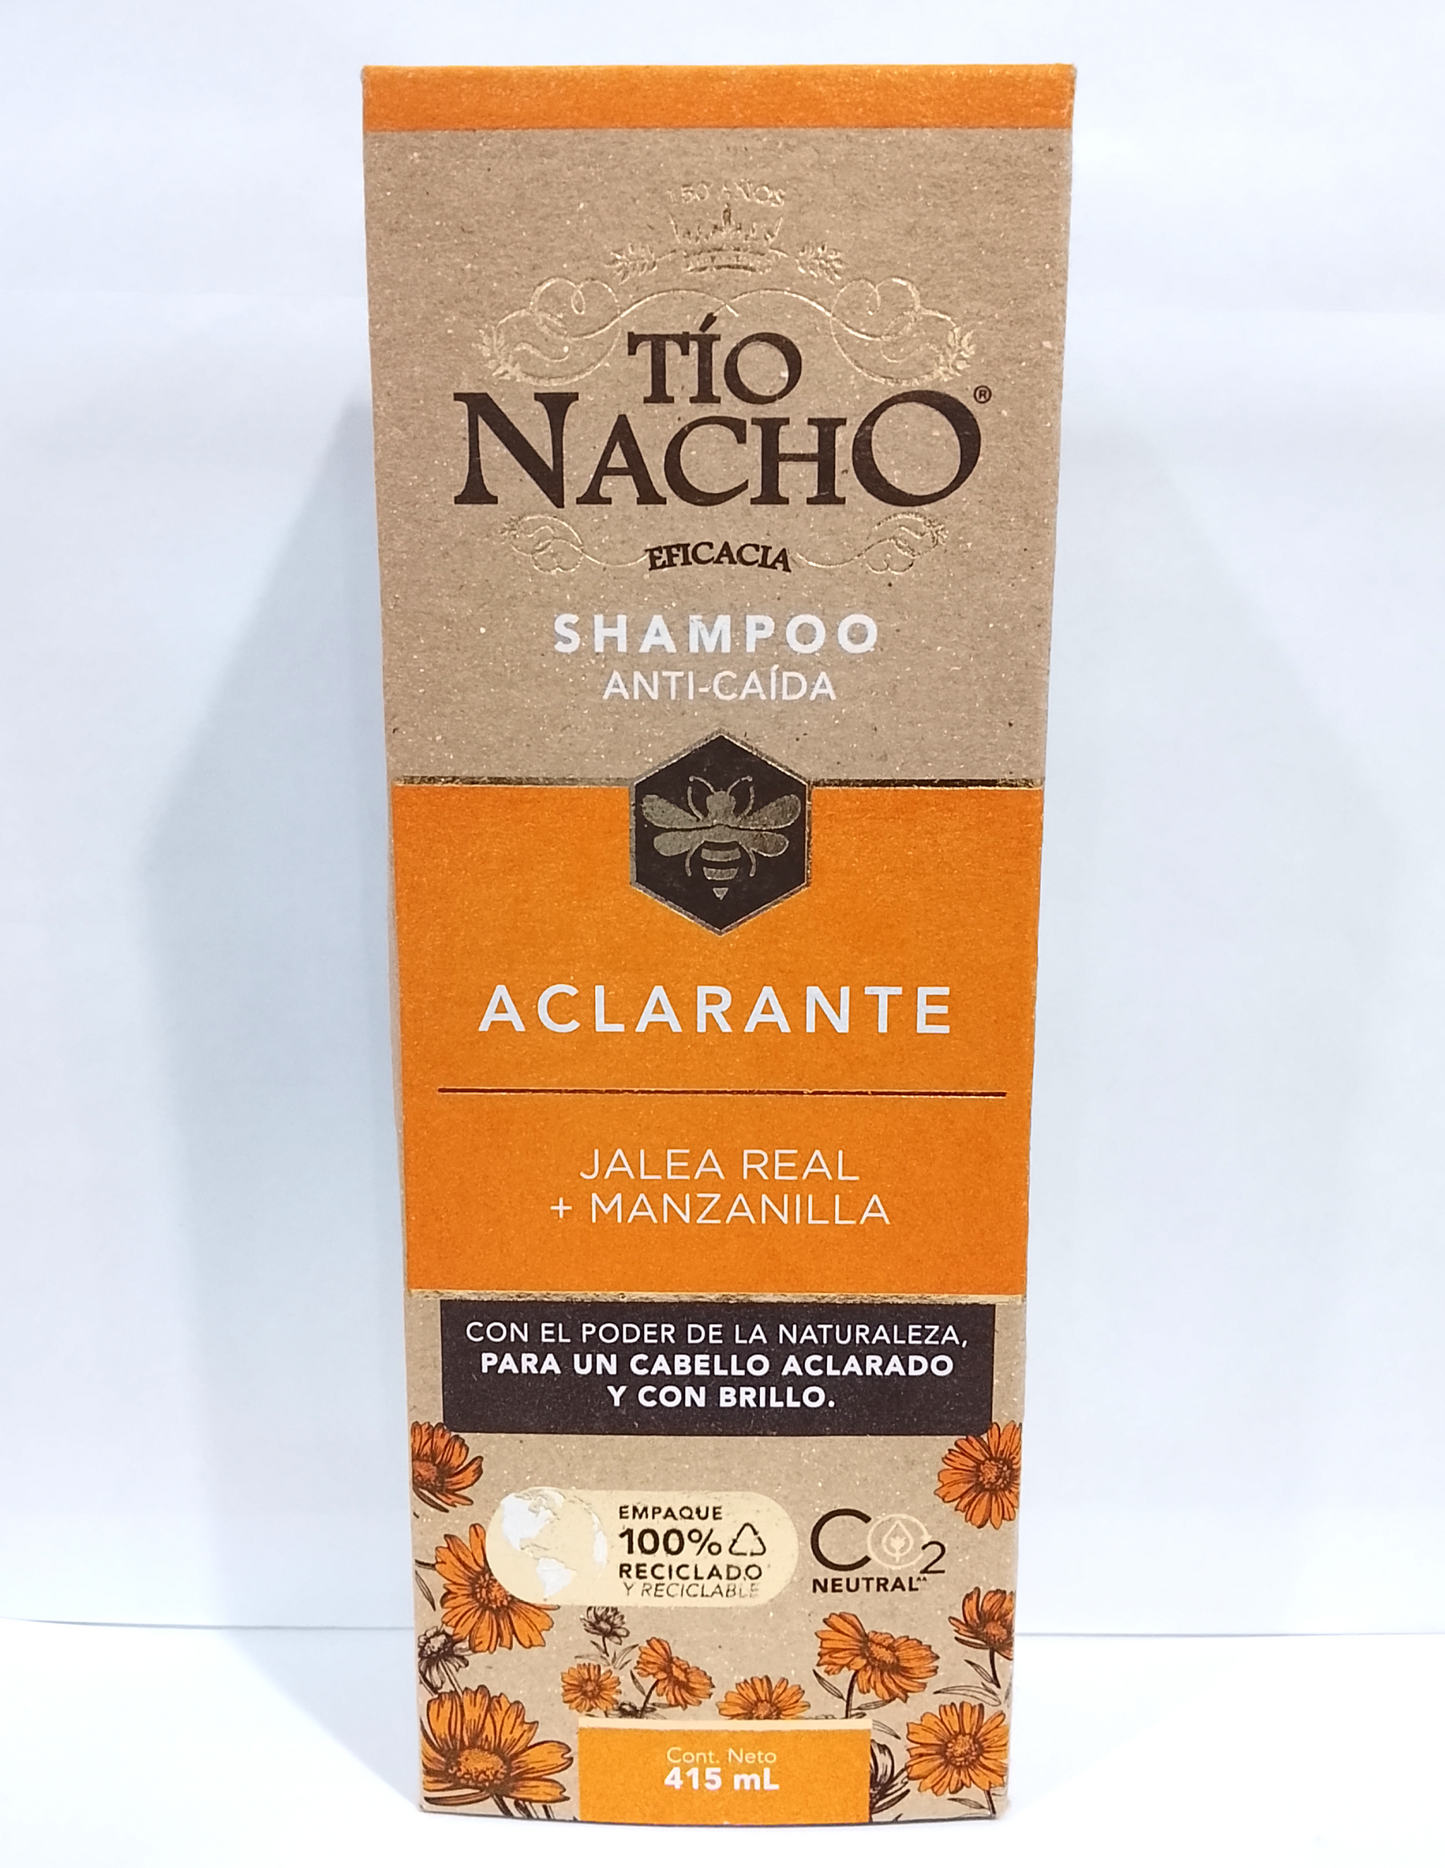 150 AÑOS
TÍO
NACHO®
EFICACIA
SHAMPOO
ANTI-CAÍDA
ACLARANTE
JALEA REAL
+ MANZANILLA
CON EL PODER DE LA NATURALEZA,
PARA UN CABELLO ACLARADO
Y CON BRILLO.
EMPAQUE
100%
RECICLADO
Y RECICLABLE
CO2
NEUTRAL^^
Cont. Neto
415 mL